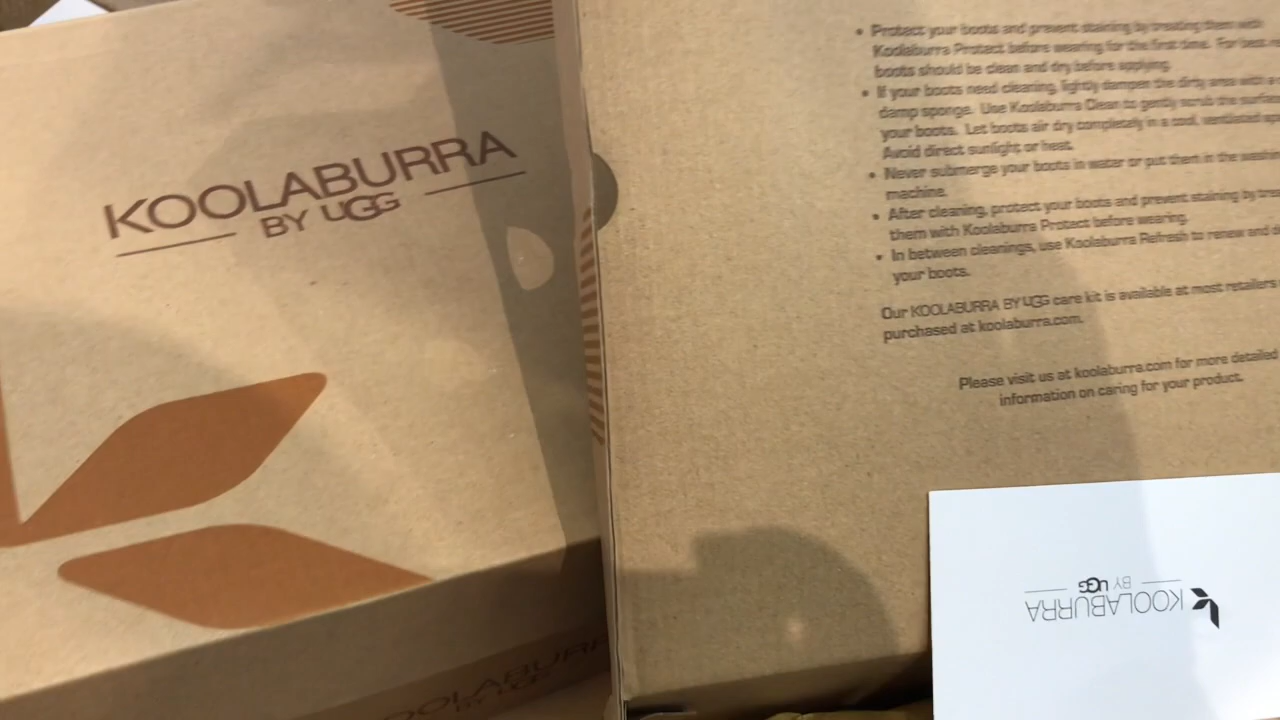 KOOLABURRA
BY UGG
• Protect your boots and prevent staining by treating them with
Koolaburra Protect before wearing for the first time. For best
boots should be clean and dry before applying.
• If your boots need cleaning, lightly dampen the dirty area with a
damp sponge. Use Koolaburra Clean to gently scrub the
your boots. Let boots air dry completely in a cool, ventilated
Avoid direct sunlight or heat.
• Never submerge your boots in water or put them in the
machine.
• After cleaning, protect your boots and prevent staining by
them with Koolaburra Protect before wearing.
• In between cleanings, use Koolaburra Refresh to renew and
your boots.
Our KOOLABURRA BY UGG care kit is available at most retailers
purchased at koolaburra.com.
Please visit us at koolaburra.com for more detailed
information on caring for your product.
KOOLABURRA
BY UGG
BY UGG